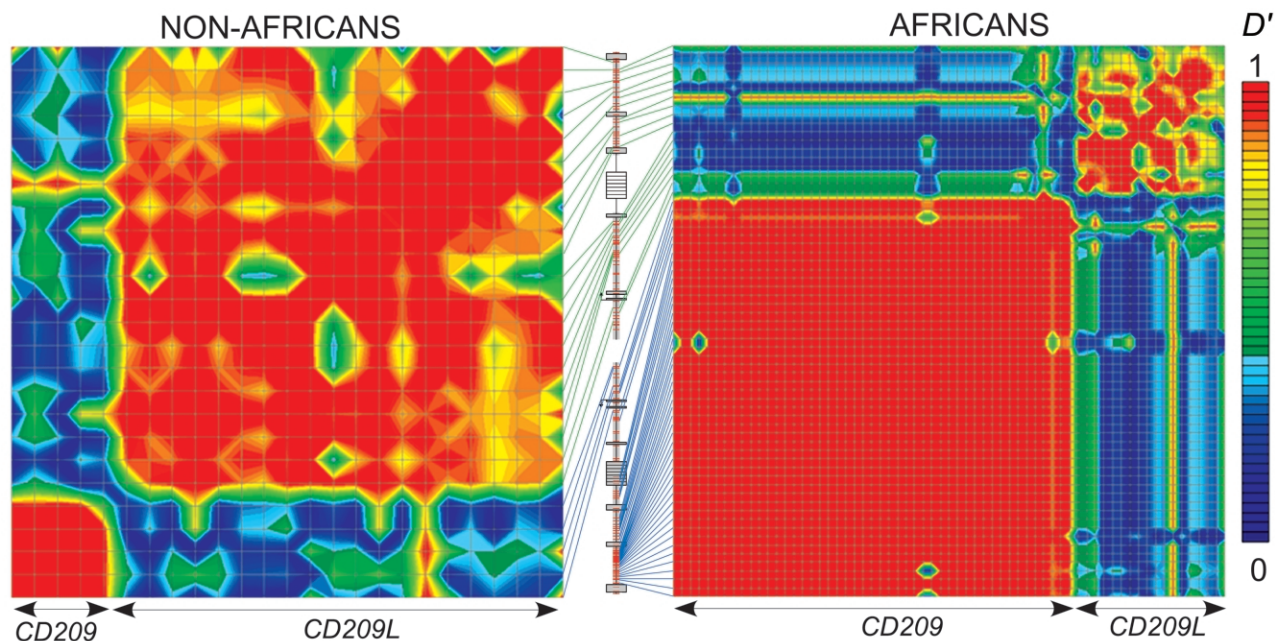 NON-AFRICANS
AFRICANS
D'
1
0
CD209
CD209L
CD209
CD209L